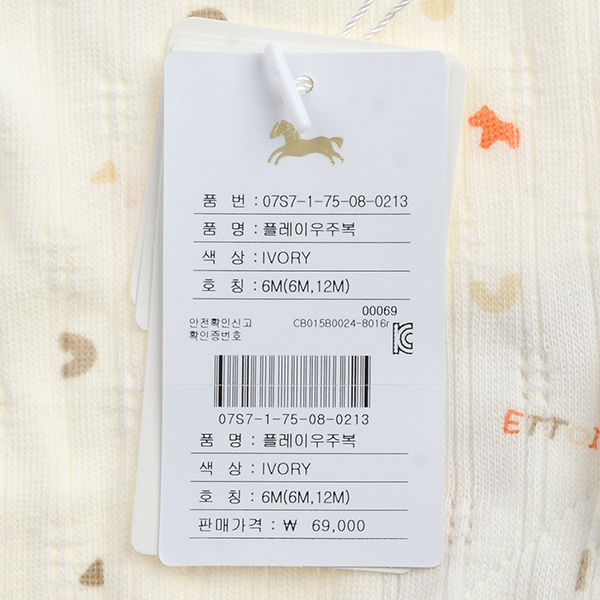 품 번 : 07S7-1-75-08-0213
품 명 : 플레이우주복
색 상 : IVORY
호 칭 : 6M(6M,12M)
00069
안전확인신고 CB015B0024-8016r
확인증번호
07S7-1-75-08-0213
품 명 : 플레이우주복
색 상 : IVORY
호 칭 : 6M(6M,12M)
판매가격 : ₩ 69,000